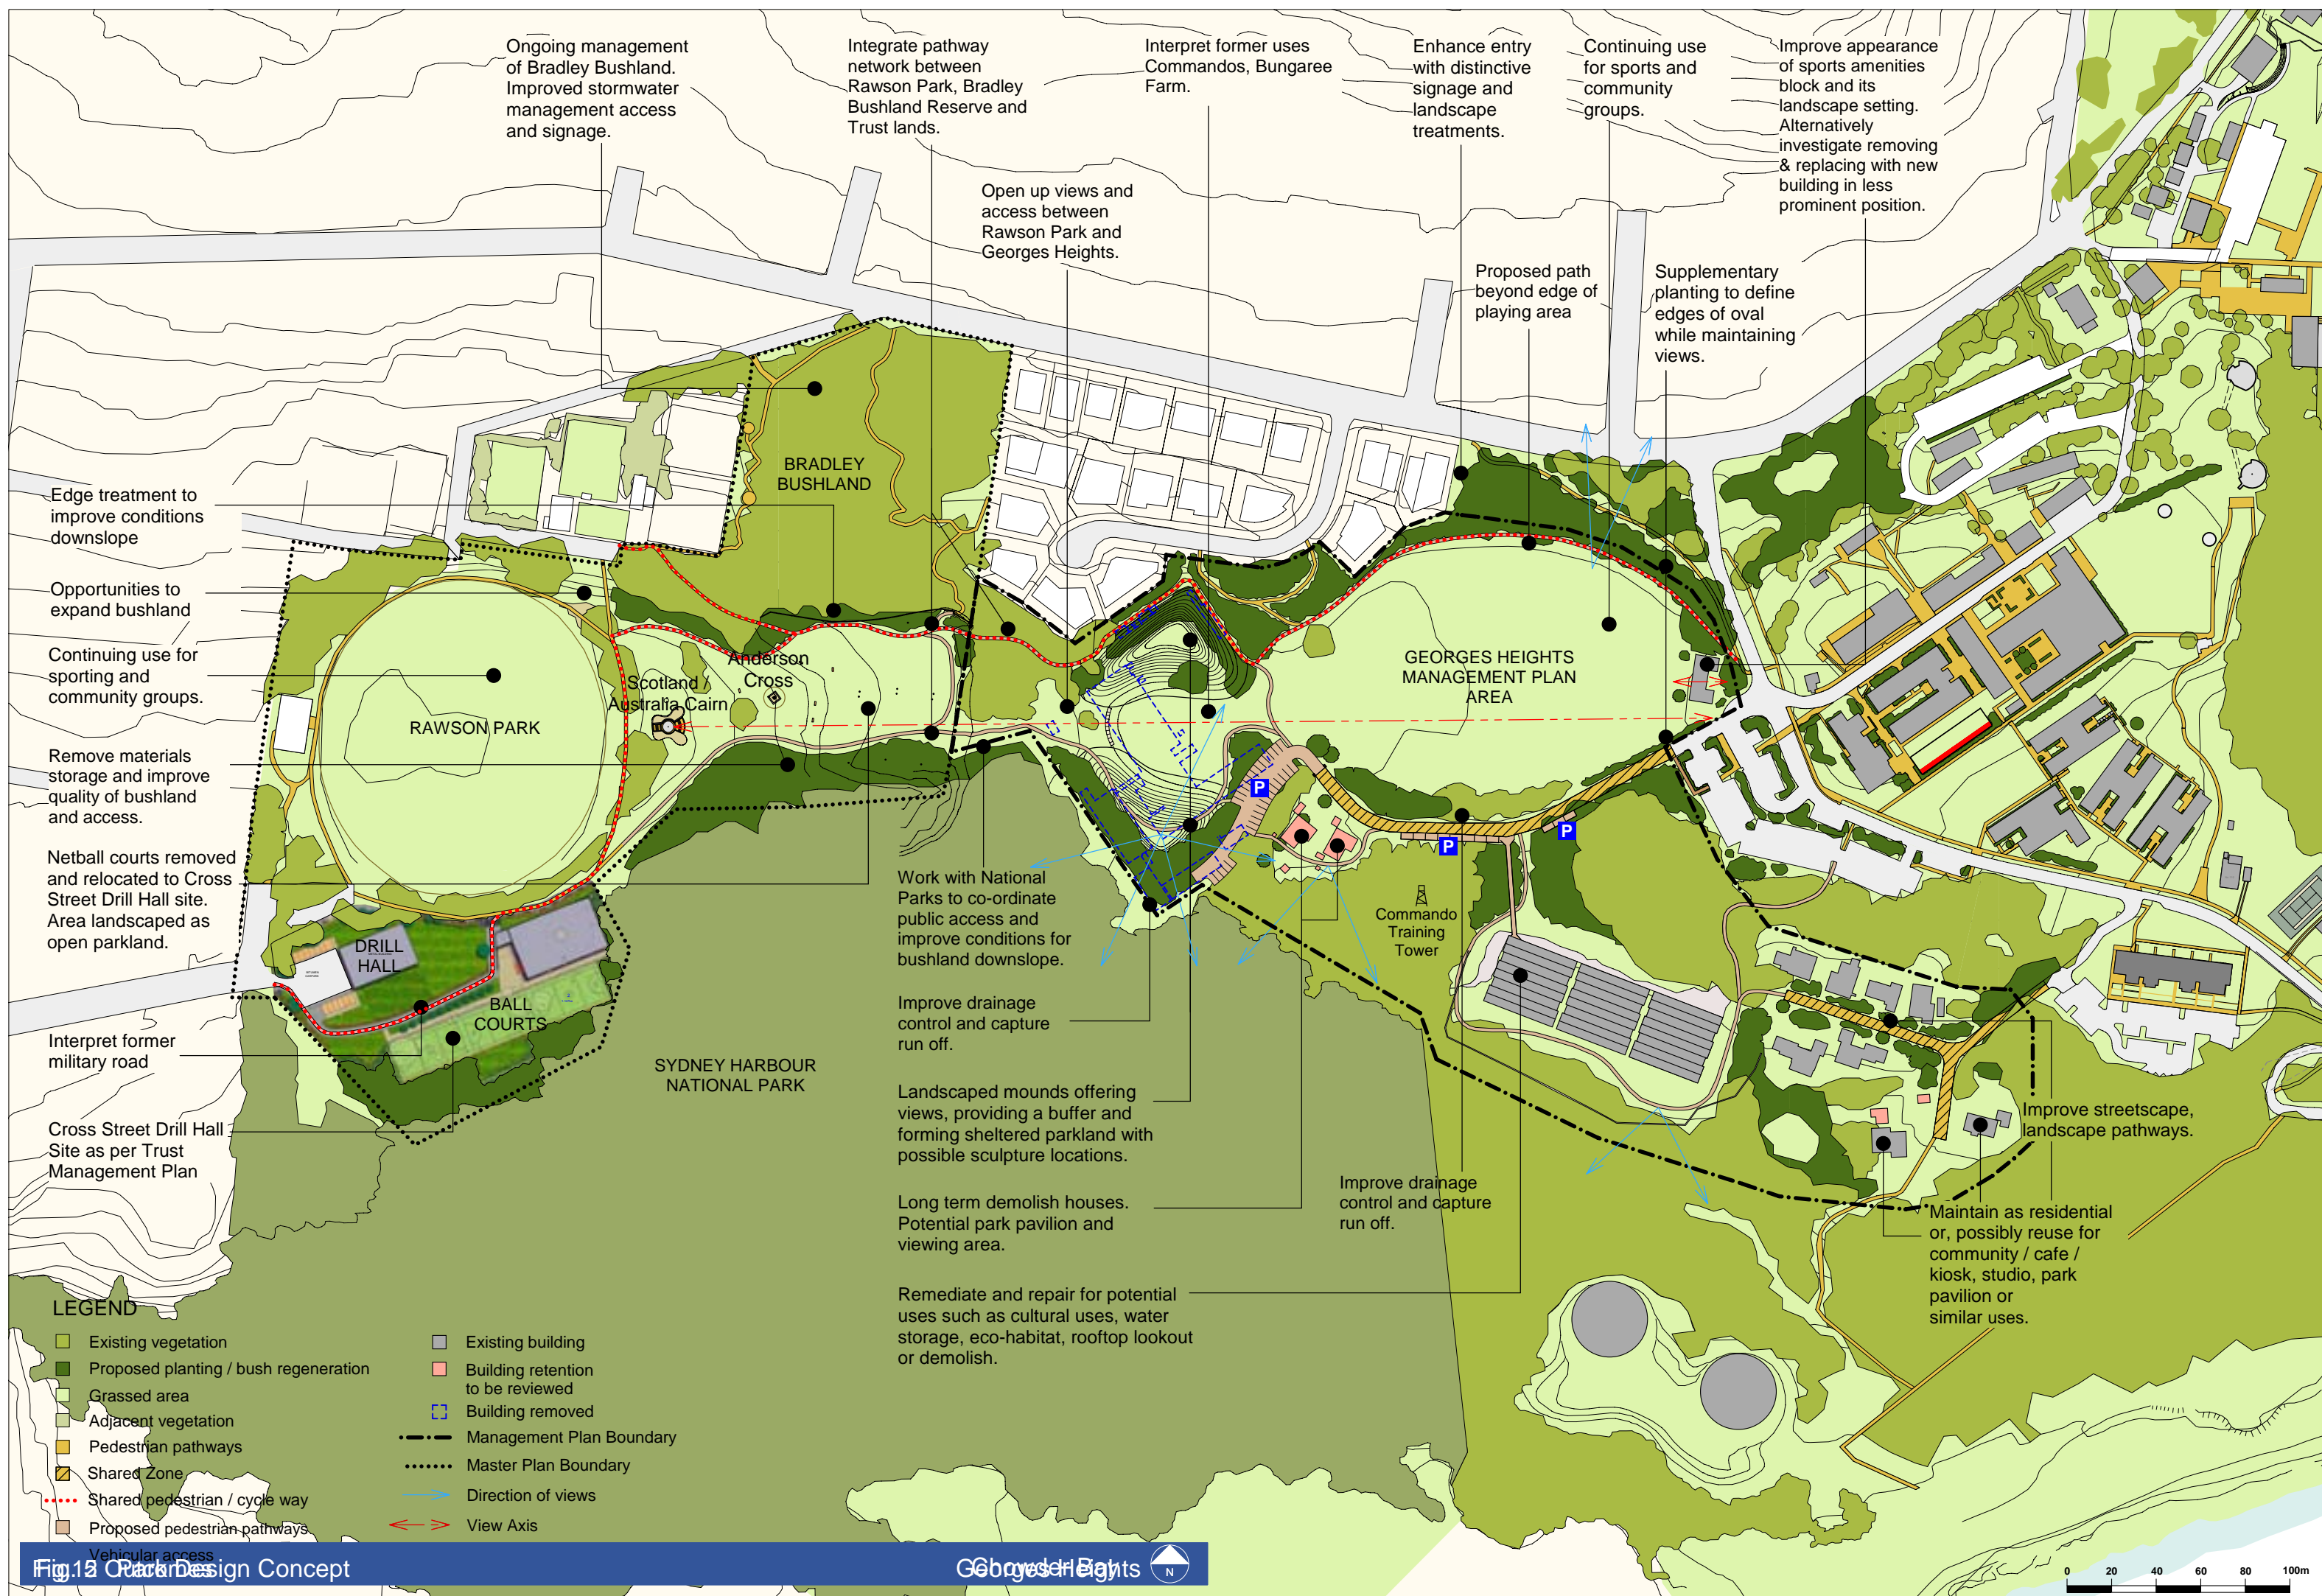 Ongoing management
of Bradley Bushland.
Improved stormwater
management access
and signage.
Integrate pathway
network between
Rawson Park, Bradley
Bushland Reserve and
Trust lands.
Interpret former uses
Commandos, Bungaree
Farm.
Enhance entry
with distinctive
signage and
landscape
treatments.
Continuing use
for sports and
community
groups.
Improve appearance
of sports amenities
block and its
landscape setting.
Alternatively
investigate removing
& replacing with new
building in less
prominent position.
Open up views and
access between
Rawson Park and
Georges Heights.
Proposed path
beyond edge of
playing area
Supplementary
planting to define
edges of oval
while maintaining
views.
BRADLEY
BUSHLAND
Edge treatment to
improve conditions
downslope
Opportunities to
expand bushland
Continuing use for
sporting and
community groups.
Remove materials
storage and improve
quality of bushland
and access.
Netball courts removed
and relocated to Cross
Street Drill Hall site.
Area landscaped as
open parkland.
Interpret former
military road
Cross Street Drill Hall
Site as per Trust
Management Plan
RAWSON PARK
Scotland /
Australia Cairn
Anderson
Cross
GEORGES HEIGHTS
MANAGEMENT PLAN
AREA
P
P
P
DRILL
HALL
BALL
COURTS
SYDNEY HARBOUR
NATIONAL PARK
Commando
Training
Tower
Work with National
Parks to co-ordinate
public access and
improve conditions for
bushland downslope.
Improve drainage
control and capture
run off.
Landscaped mounds offering
views, providing a buffer and
forming sheltered parkland with
possible sculpture locations.
Long term demolish houses.
Potential park pavilion and
viewing area.
Remediate and repair for potential
uses such as cultural uses, water
storage, eco-habitat, rooftop lookout
or demolish.
Improve drainage
control and capture
run off.
Improve streetscape,
landscape pathways.
Maintain as residential
or, possibly reuse for
community / cafe /
kiosk, studio, park
pavilion or
similar uses.
LEGEND
Existing vegetation
Proposed planting / bush regeneration
Grassed area
Adjacent vegetation
Pedestrian pathways
Shared Zone
Shared pedestrian / cycle way
Proposed pedestrian pathways
Vehicular access
Existing building
Building retention
to be reviewed
Building removed
Management Plan Boundary
Master Plan Boundary
Direction of views
View Axis
Design Concept
Georges Heights
Chowder Bay
N
0 20 40 60 80 100m